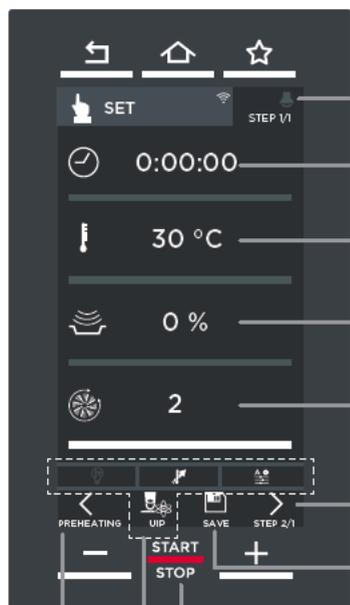 SET
STEP 1/1
0:00:00
30 °C
0 %
2
PREHEATING UIP SAVE STEP 2/1
START
STOP